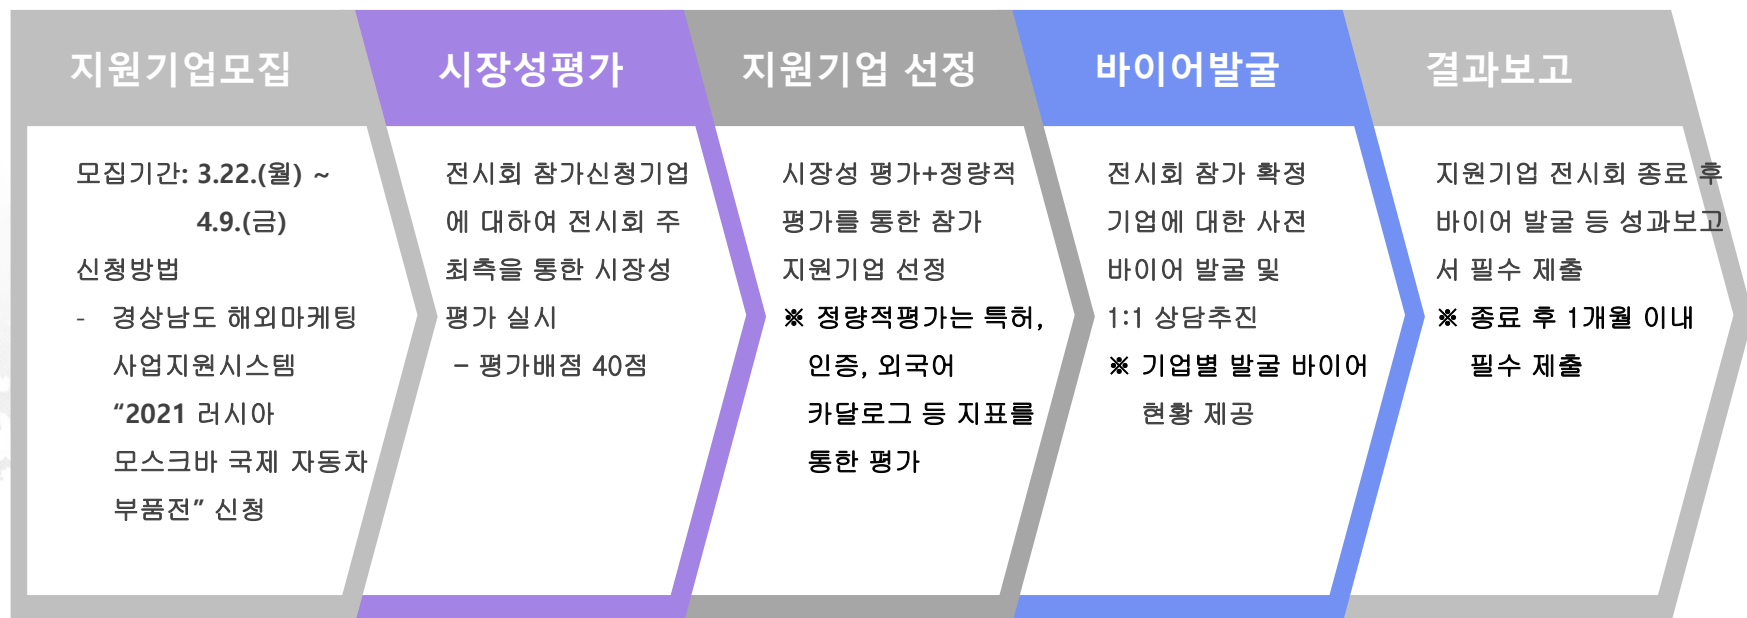 지원기업모집
모집기간: 3.22.(월) ~
4.9.(금)
신청방법
- 경상남도 해외마케팅
사업지원시스템
“2021 러시아
모스크바 국제 자동차
부품전” 신청
시장성평가
전시회 참가신청기업
에 대하여 전시회 주
최측을 통한 시장성
평가 실시
– 평가배점 40점
지원기업 선정
시장성 평가+정량적
평가를 통한 참가
지원기업 선정
※ 정량적평가는 특허,
인증, 외국어
카달로그 등 지표를
통한 평가
바이어발굴
전시회 참가 확정
기업에 대한 사전
바이어 발굴 및
1:1 상담추진
※ 기업별 발굴 바이어
현황 제공
결과보고
지원기업 전시회 종료 후
바이어 발굴 등 성과보고
서 필수 제출
※ 종료 후 1개월 이내
필수 제출